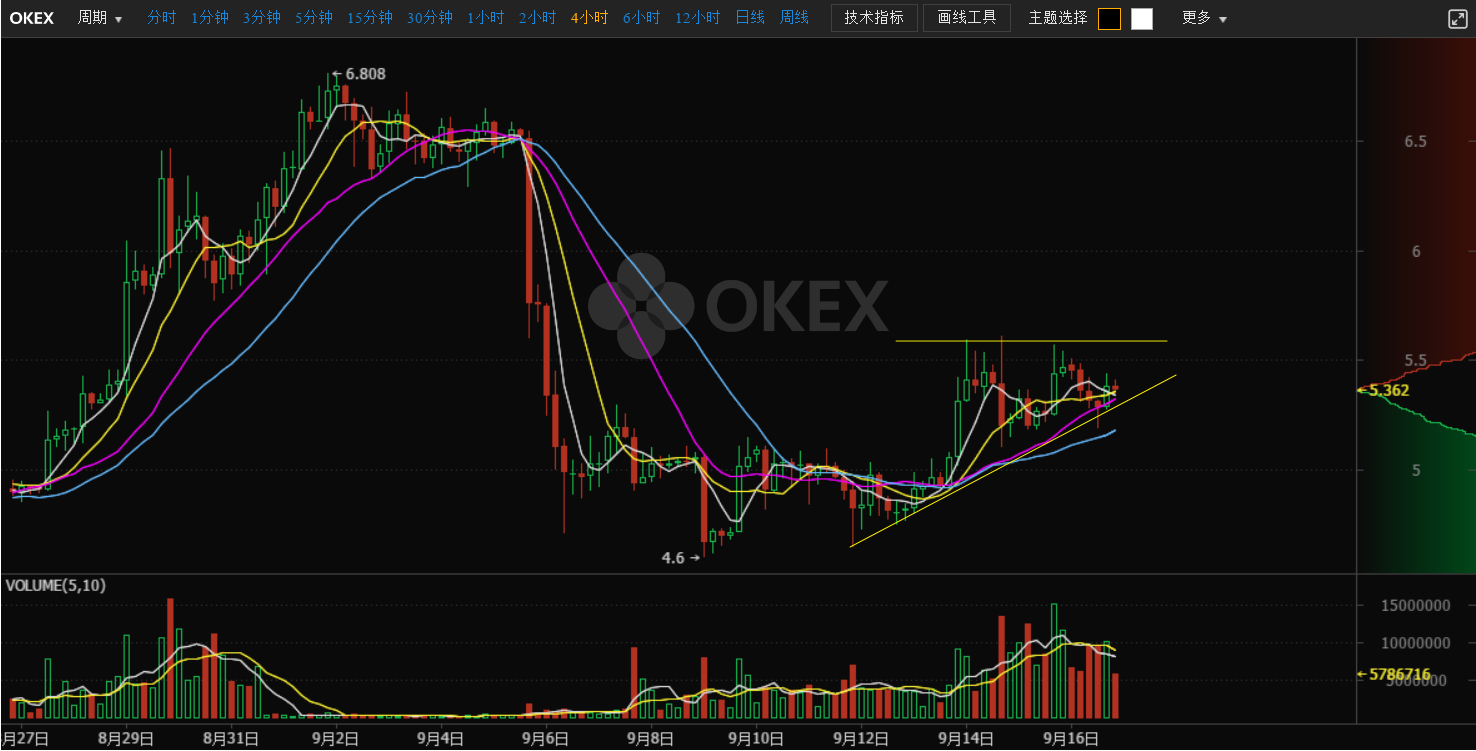 OKEX 周期 ▼ 分时 1分钟 3分钟 5分钟 15分钟 30分钟 1小时 2小时 4小时 6小时 12小时 日线 周线 技术指标 画线工具 主题选择 更多 ▼
←6.808
6.5
6
OKEX
5.5
←5.362
5
4.6→
VOLUME(5,10)
15000000
10000000
←5786716
5000000
月27日 8月29日 8月31日 9月2日 9月4日 9月6日 9月8日 9月10日 9月12日 9月14日 9月16日